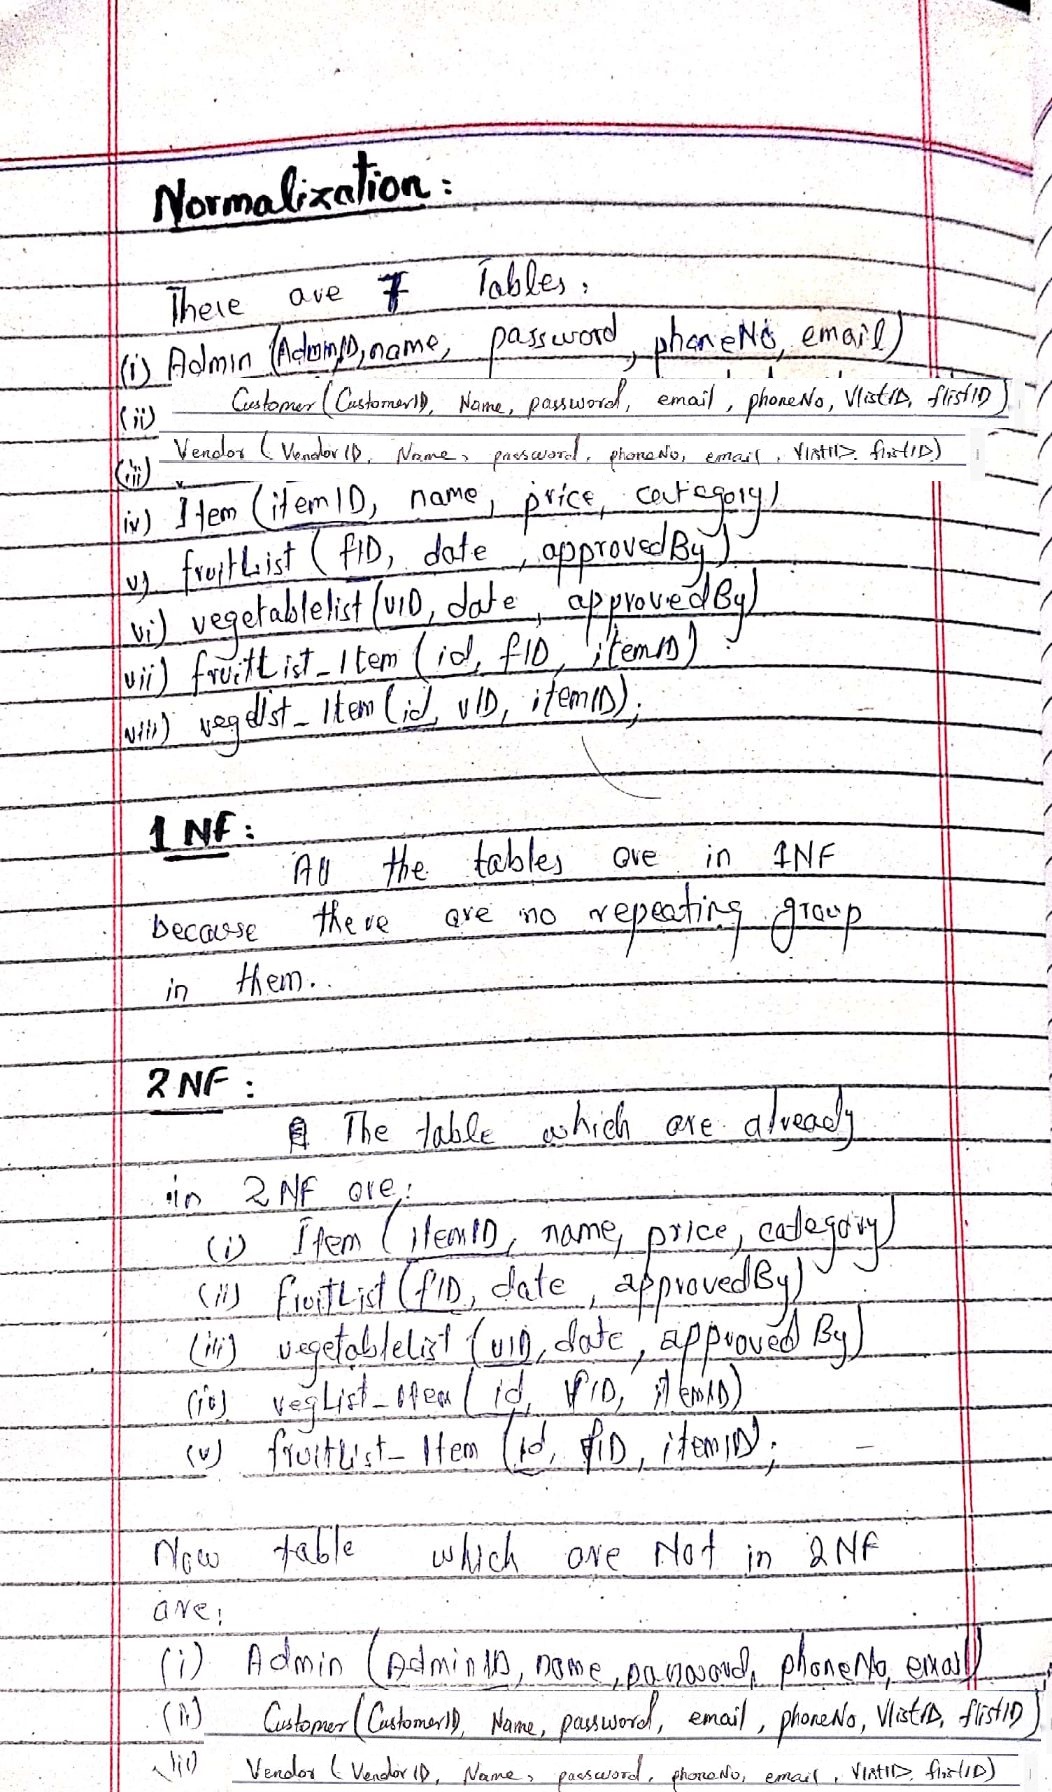 Normalization :
There are 7 Tables :
(i) Admin (AdminID, name, password, phoneNo, email)
(ii) Customer (CustomerID, Name, password, email, phoneNo, VlistID, flistID)
(iii) Vendor (VendorID, Name, password, phoneNo, email, VlistID, flistID)
iv) Item (itemID, name, price, category)
v) fruitList (fID, date, approvedBy)
vi) vegetablelist (vID, date, approvedBy)
vii) fruitList_Item (id, fID, itemID)
viii) veglist_Item (id, vID, itemID);
1 NF :
All the tables are in 1NF
because there are no repeating group
in them..
2 NF :
The table which are already
in 2 NF are;
(i) Item (itemID, name, price, category)
(ii) fruitList (fID, date, approvedBy)
(iii) vegetablelist (vID, date, approved By)
(iv) vegList_Item (id, VID, itemID)
(v) fruitList_Item (id, fID, itemID);
Now table which are Not in 2NF
are;
(i) Admin (AdminID, name, password, phoneNo, email)
(ii) Customer (CustomerID, Name, password, email, phoneNo, VlistID, flistID)
(iii) Vendor (VendorID, Name, password, phoneNo, email, VlistID, flistID)